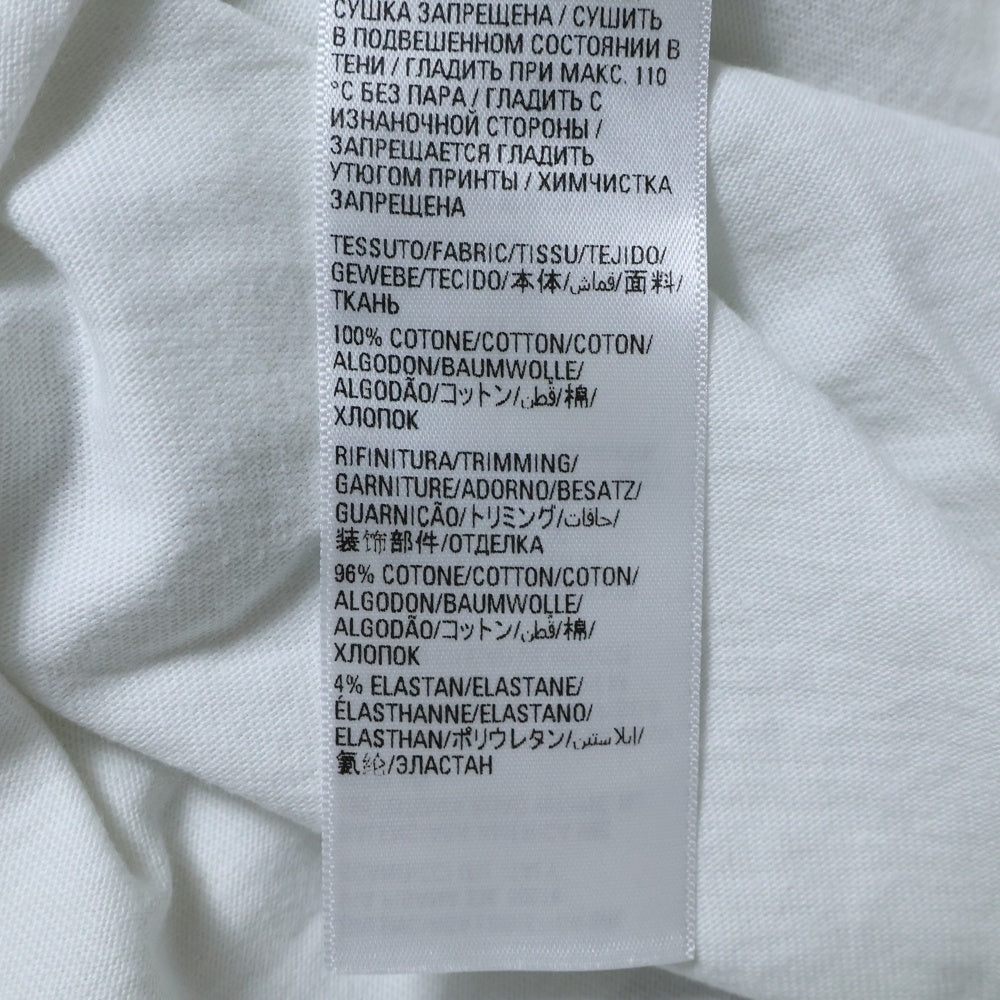 СУШКА ЗАПРЕЩЕНА / СУШИТЬ
В ПОДВЕШЕННОМ СОСТОЯНИИ В
ТЕНИ / ГЛАДИТЬ ПРИ МАКС. 110
°C БЕЗ ПАРА / ГЛАДИТЬ С
ИЗНАНОЧНОЙ СТОРОНЫ /
ЗАПРЕЩАЕТСЯ ГЛАДИТЬ
УТЮГОМ ПРИНТЫ / ХИМЧИСТКА
ЗАПРЕЩЕНА
TESSUTO/FABRIC/TISSU/TEJIDO/
GEWEBE/TECIDO/本体/قماش/面料/
ТКАНЬ
100% COTONE/COTTON/COTON/
ALGODON/BAUMWOLLE/
ALGODÃO/コットン/قطن/棉/
ХЛОПОК
RIFINITURA/TRIMMING/
GARNITURE/ADORNO/BESATZ/
GUARNICÃO/トリミング/حافات/
装饰部件/ОТДЕЛКА
96% COTONE/COTTON/COTON/
ALGODON/BAUMWOLLE/
ALGODÃO/コットン/قطن/棉/
ХЛОПОК
4% ELASTAN/ELASTANE/
ÉLASTHANNE/ELASTANO/
ELASTHAN/ポリウレタン/إيلاستين/
氨纶/ЭЛАСТАН